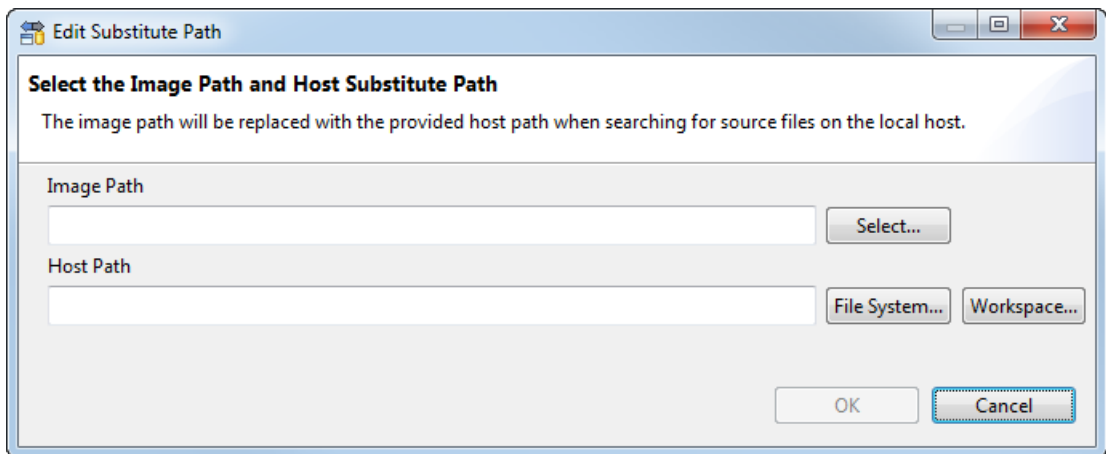 Edit Substitute Path
Select the Image Path and Host Substitute Path
The image path will be replaced with the provided host path when searching for source files on the local host.
Image Path
Select...
Host Path
File System... Workspace...
OK Cancel